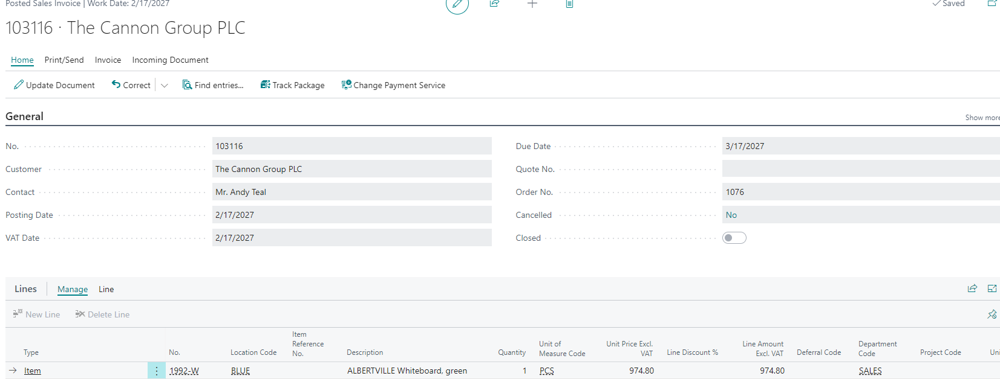 Posted Sales Invoice | Work Date: 2/17/2027
Saved
103116 · The Cannon Group PLC
Home Print/Send Invoice Incoming Document
Update Document Correct Find entries... Track Package Change Payment Service
General
Show more
No. 103116
Customer The Cannon Group PLC
Contact Mr. Andy Teal
Posting Date 2/17/2027
VAT Date 2/17/2027
Due Date 3/17/2027
Quote No.
Order No. 1076
Cancelled No
Closed
Lines Manage Line
New Line Delete Line
Type No. Location Code Item Reference No. Description Quantity Unit of Measure Code Unit Price Excl. VAT Line Discount % Line Amount Excl. VAT Deferral Code Department Code Project Code
Item 1992-W BLUE ALBERTVILLE Whiteboard, green 1 PCS 974.80 974.80 SALES